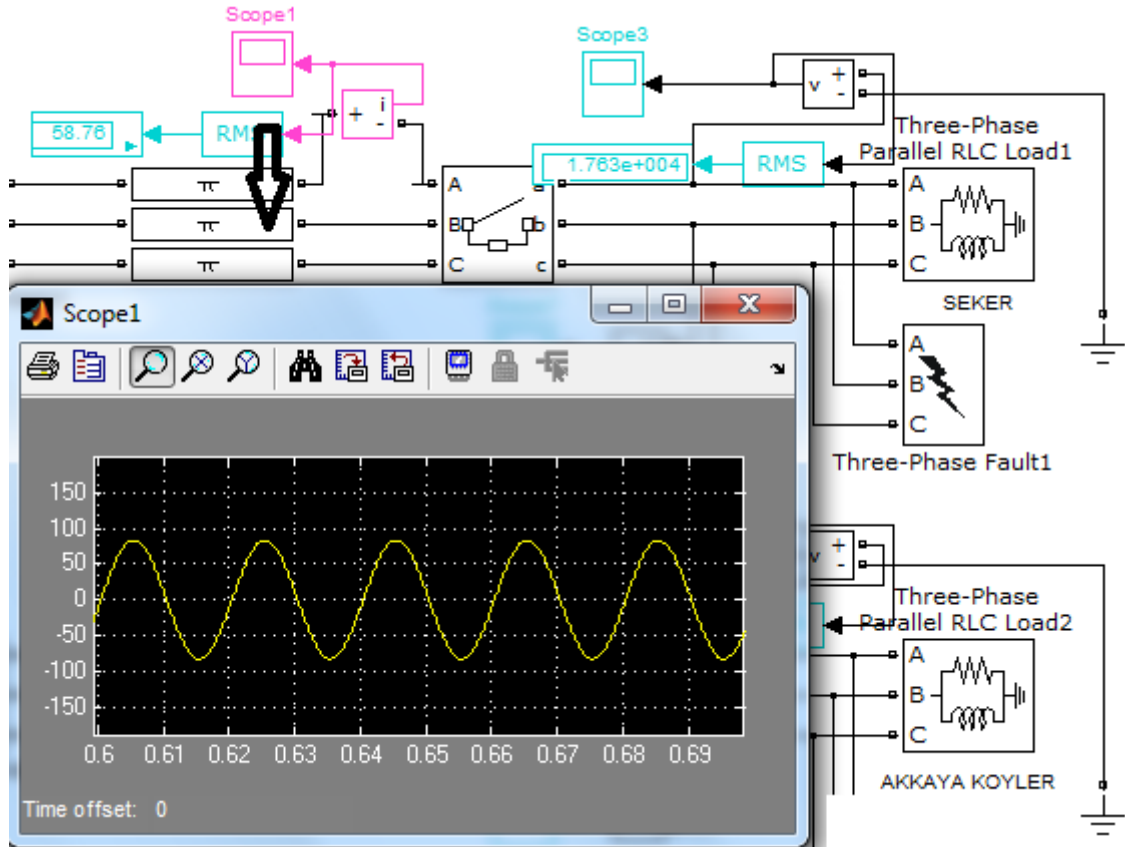 Scope1
Scope3
i
+
-
v
+
-
58.76
RMS
1.763e+004
RMS
Three-Phase
Parallel RLC Load1
π
π
π
A
B
C
b
c
A
B
C
SEKER
A
B
C
Three-Phase Fault1
Scope1
150
100
50
0
-50
-100
-150
0.6 0.61 0.62 0.63 0.64 0.65 0.66 0.67 0.68 0.69
Time offset: 0
v
+
-
Three-Phase
Parallel RLC Load2
A
B
C
AKKAYA KOYLER